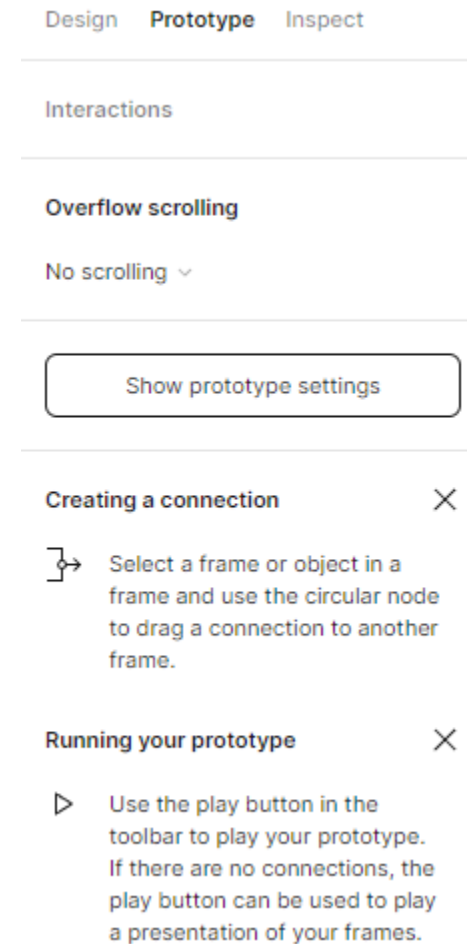 Design Prototype Inspect
Interactions
Overflow scrolling
No scrolling
Show prototype settings
Creating a connection
Select a frame or object in a
frame and use the circular node
to drag a connection to another
frame.
Running your prototype
Use the play button in the
toolbar to play your prototype.
If there are no connections, the
play button can be used to play
a presentation of your frames.